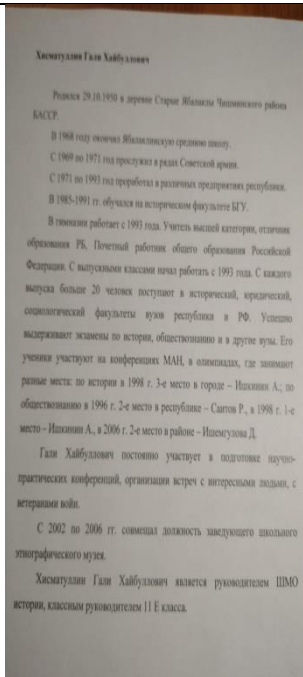 Хисматуллин Гали Хайбуллович
Родился 29.10.1950 в деревне Старые Ябалаклы Чишминского района
БАССР.
В 1968 году окончил Ябалаклинскую среднюю школу.
С 1969 по 1971 год прослужил в рядах Советской армии.
С 1971 по 1993 год проработал в различных предприятиях республики.
В 1985-1991 гг. обучался на историческом факультете БГУ.
В гимназии работает с 1993 года. Учитель высшей категории, отличник
образования РБ. Почетный работник общего образования Российской
Федерации. С выпускными классами начал работать с 1993 года. С каждого
выпуска больше 20 человек поступают в исторический, юридический,
социологический факультеты вузов республики и РФ. Успешно
выдерживают экзамены по истории, обществознанию и в другие вузы. Его
ученики участвуют на конференциях МАН, в олимпиадах, где занимают
разные места: по истории в 1998 г. 3-е место в городе – Ишкинин А.; по
обществознанию в 1996 г. 2-е место в республике – Саитов Р., в 1998 г. 1-е
место – Ишкинин А., в 2006 г. 2-е место в районе – Ишемгулова Д.
Гали Хайбуллович постоянно участвует в подготовке научно-
практических конференций, организации встреч с интересными людьми, с
ветеранами войн.
С 2002 по 2006 гг. совмещал должность заведующего школьного
этнографического музея.
Хисматуллин Гали Хайбуллович является руководителем ШМО
истории, классным руководителем 11 Е класса.